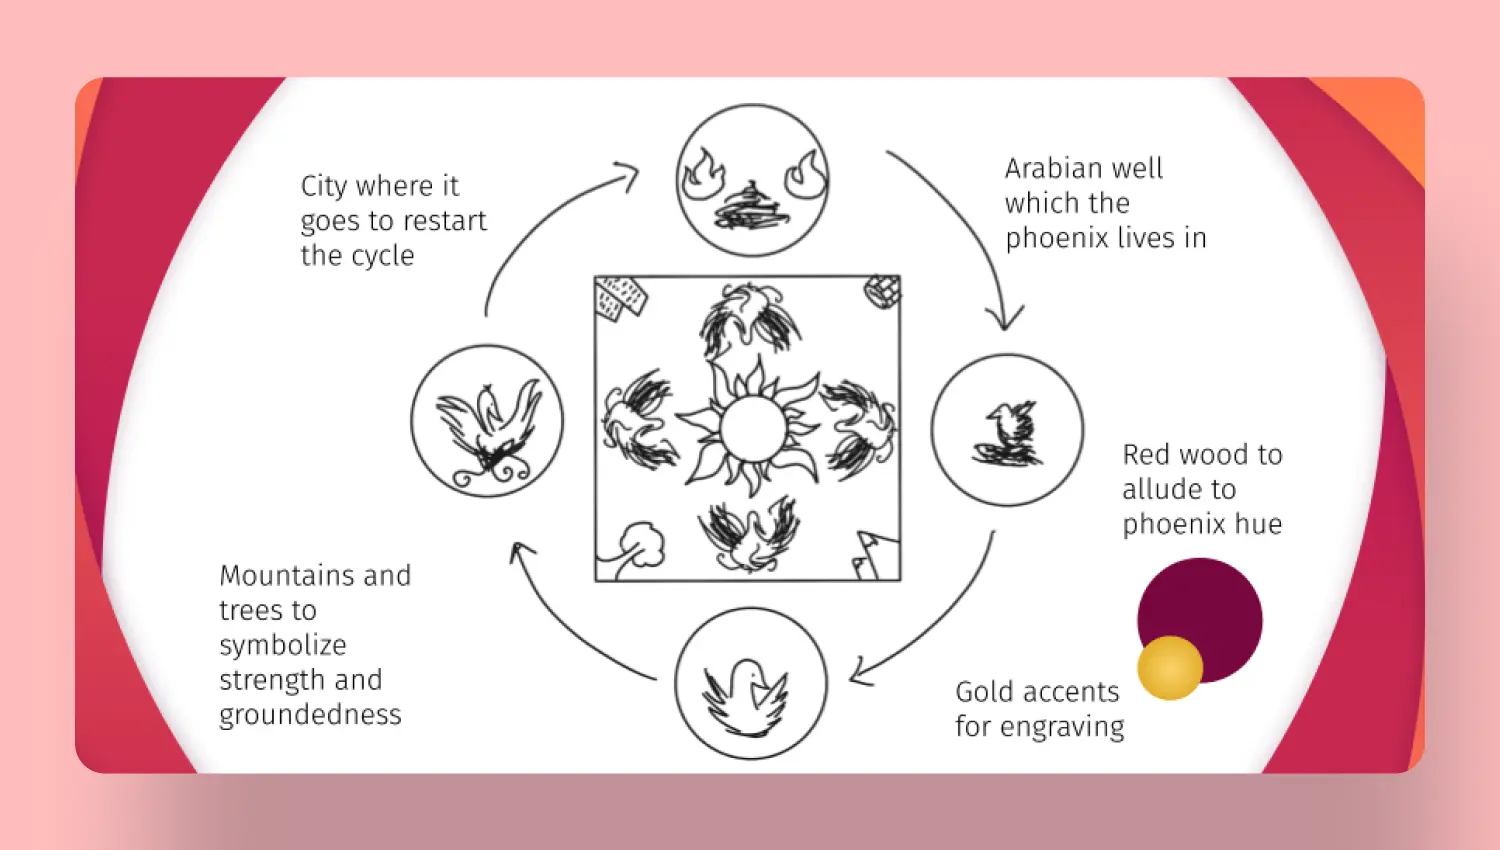 City where it
goes to restart
the cycle
Arabian well
which the
phoenix lives in
Red wood to
allude to
phoenix hue
Mountains and
trees to
symbolize
strength and
groundedness
Gold accents
for engraving